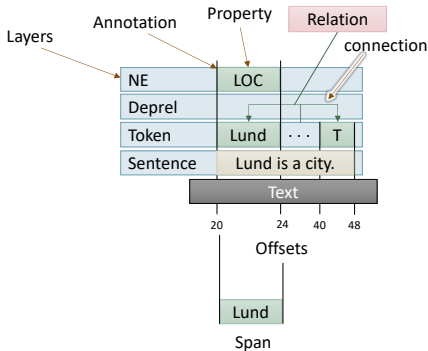 Property
Annotation
Relation
Layers
connection
NE LOC
Deprel
Token Lund . . . T
Sentence Lund is a city.
Text
20 24 40 48
Offsets
Lund
Span